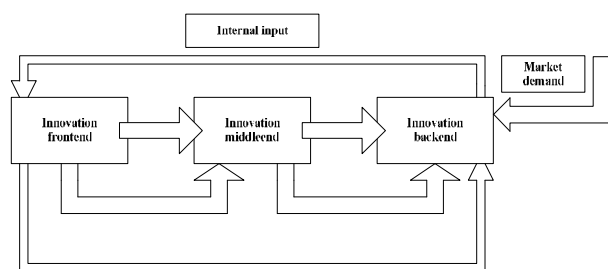 Internal input
Market
demand
Innovation
frontend
Innovation
middleend
Innovation
backend